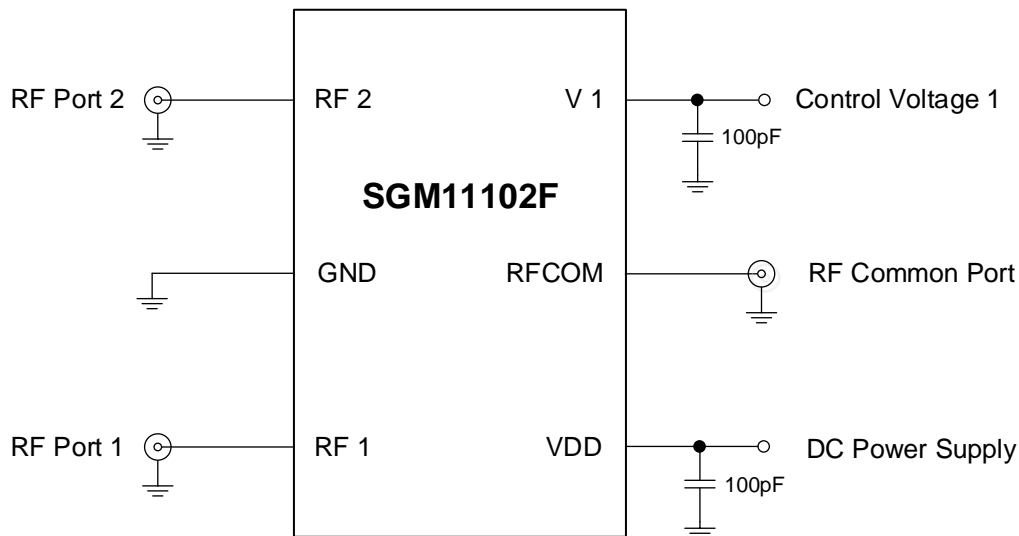 RF Port 2
RF 2
V 1
Control Voltage 1
100pF
SGM11102F
GND
RFCOM
RF Common Port
RF Port 1
RF 1
VDD
DC Power Supply
100pF